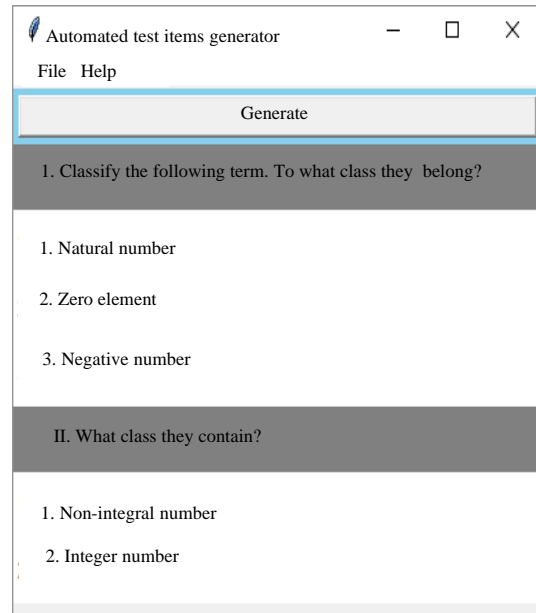 Automated test items generator
File Help
Generate
1. Classify the following term. To what class they belong?
1. Natural number
2. Zero element
3. Negative number
II. What class they contain?
1. Non-integral number
2. Integer number